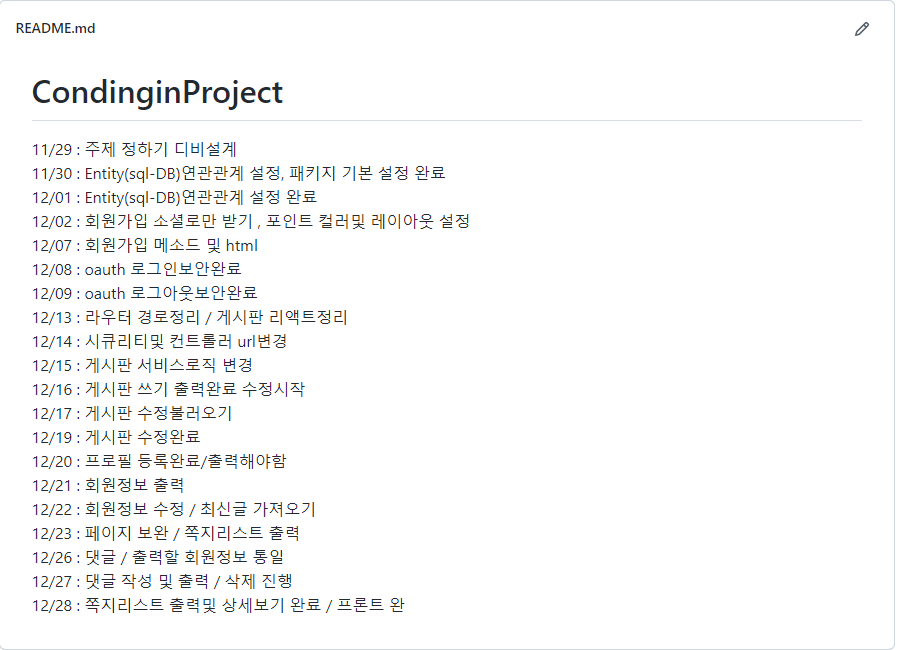 README.md
CondinginProject
11/29 : 주제 정하기 디비설계
11/30 : Entity(sql-DB)연관관계 설정, 패키지 기본 설정 완료
12/01 : Entity(sql-DB)연관관계 설정 완료
12/02 : 회원가입 소셜로만 받기 , 포인트 컬러및 레이아웃 설정
12/07 : 회원가입 메소드 및 html
12/08 : oauth 로그인보안완료
12/09 : oauth 로그아웃보안완료
12/13 : 라우터 경로정리 / 게시판 리액트정리
12/14 : 시큐리티및 컨트롤러 url변경
12/15 : 게시판 서비스로직 변경
12/16 : 게시판 쓰기 출력완료 수정시작
12/17 : 게시판 수정불러오기
12/19 : 게시판 수정완료
12/20 : 프로필 등록완료/출력해야함
12/21 : 회원정보 출력
12/22 : 회원정보 수정 / 최신글 가져오기
12/23 : 페이지 보완 / 쪽지리스트 출력
12/26 : 댓글 / 출력할 회원정보 통일
12/27 : 댓글 작성 및 출력 / 삭제 진행
12/28 : 쪽지리스트 출력및 상세보기 완료 / 프론트 완